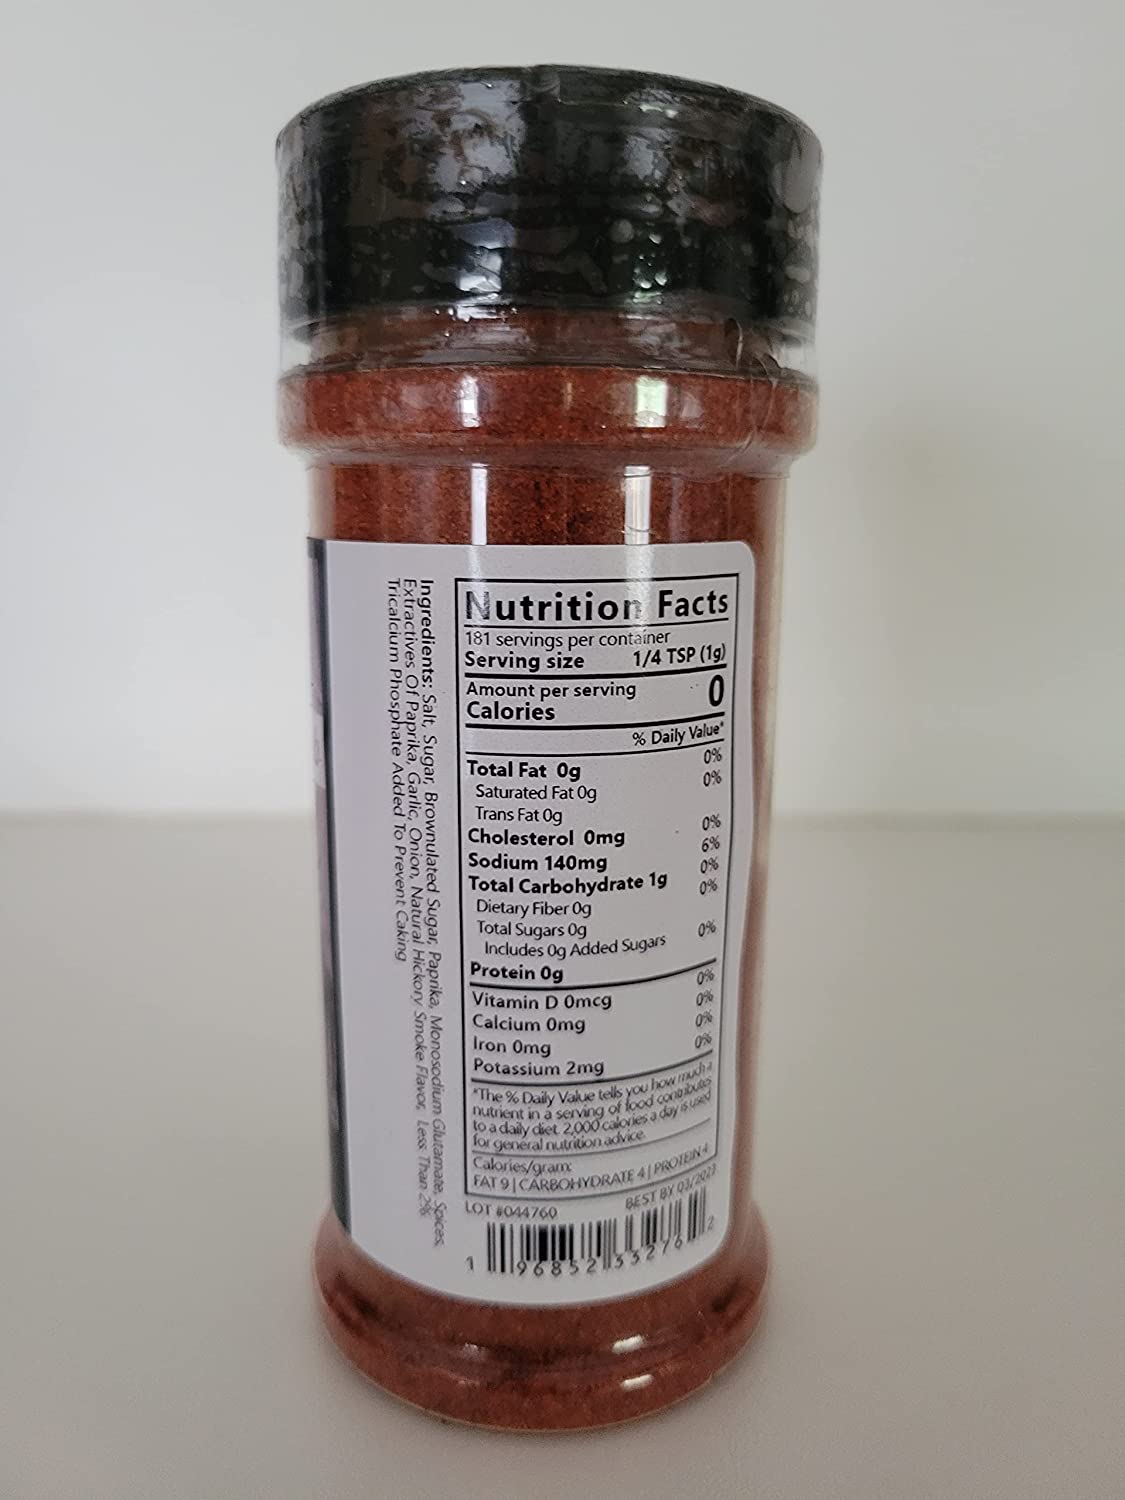 Nutrition Facts
181 servings per container
Serving size 1/4 TSP (1g)
Amount per serving
Calories 0
% Daily Value*
Total Fat 0g 0%
Saturated Fat 0g 0%
Trans Fat 0g
Cholesterol 0mg 0%
Sodium 140mg 6%
Total Carbohydrate 1g 0%
Dietary Fiber 0g 0%
Total Sugars 0g
Includes 0g Added Sugars 0%
Protein 0g
Vitamin D 0mcg 0%
Calcium 0mg 0%
Iron 0mg 0%
Potassium 2mg 0%
*The % Daily Value tells you how much a
nutrient in a serving of food contributes
to a daily diet. 2,000 calories a day is used
for general nutrition advice.
Calories/gram:
FAT 9 | CARBOHYDRATE 4 | PROTEIN 4
LOT #044760 BEST BY 03/2023
1 96852 33276 2
Ingredients: Salt, Sugar, Brownulated Sugar, Paprika, Monosodium Glutamate, Spices,
Extractives Of Paprika, Garlic, Onion, Natural Hickory Smoke Flavor, Less Than 2%
Tricalcium Phosphate Added To Prevent Caking